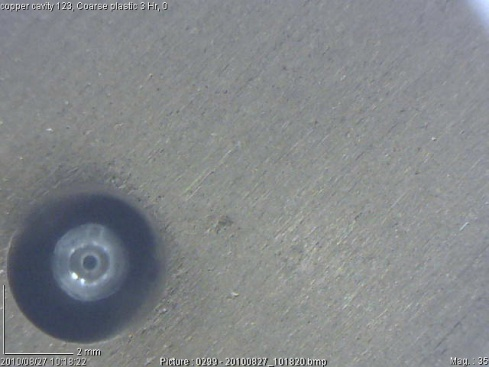 copper cavity 123, Coarse plastic 3 Hr, 0
2 mm
2010/08/27 10:18:22 Picture : 0299 - 20100827_101820.bmp Mag. : 35